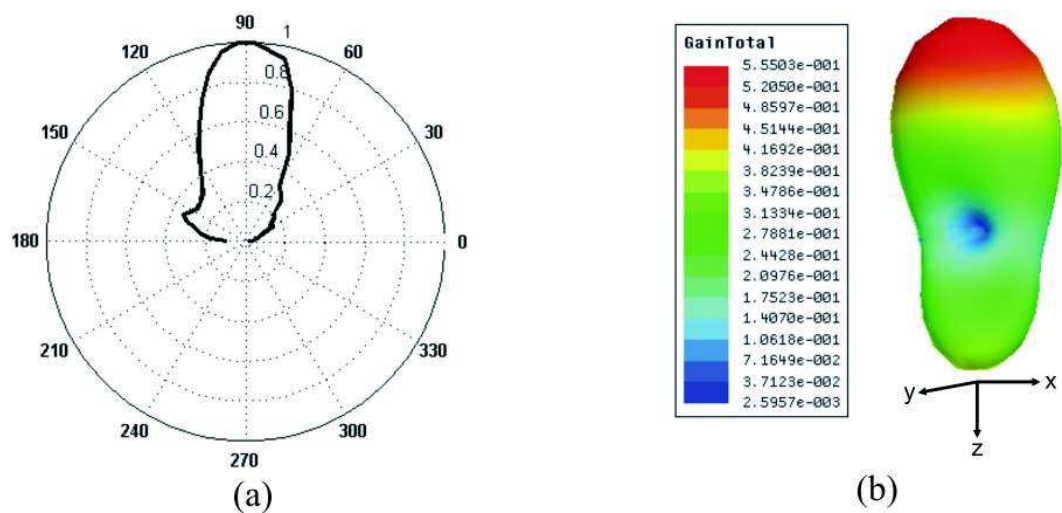 90
1
120
60
0.8
0.6
150
30
0.4
0.2
180
0
210
330
240
300
270
(a)
GainTotal
5.5503e-001
5.2050e-001
4.8597e-001
4.5144e-001
4.1692e-001
3.8239e-001
3.4786e-001
3.1334e-001
2.7881e-001
2.4428e-001
2.0976e-001
1.7523e-001
1.4070e-001
1.0618e-001
7.1649e-002
3.7123e-002
2.5957e-003
y
x
z
(b)